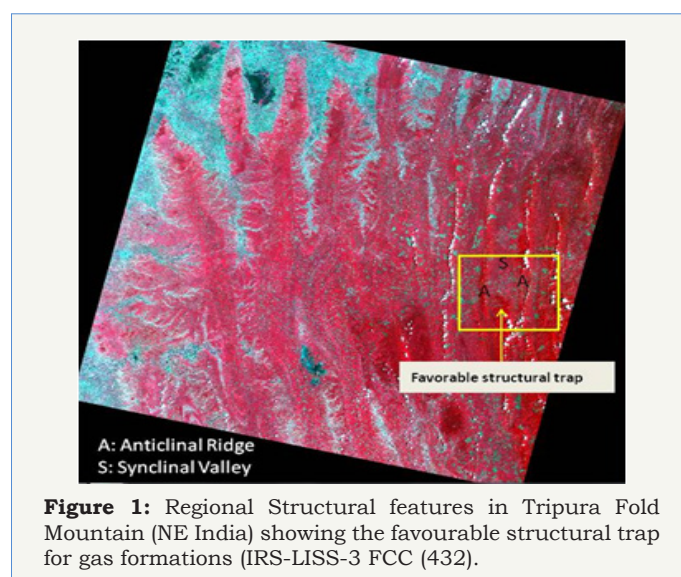 S
A
A
Favorable structural trap
A: Anticlinal Ridge
S: Synclinal Valley
Figure 1: Regional Structural features in Tripura Fold
Mountain (NE India) showing the favourable structural trap
for gas formations (IRS-LISS-3 FCC (432).